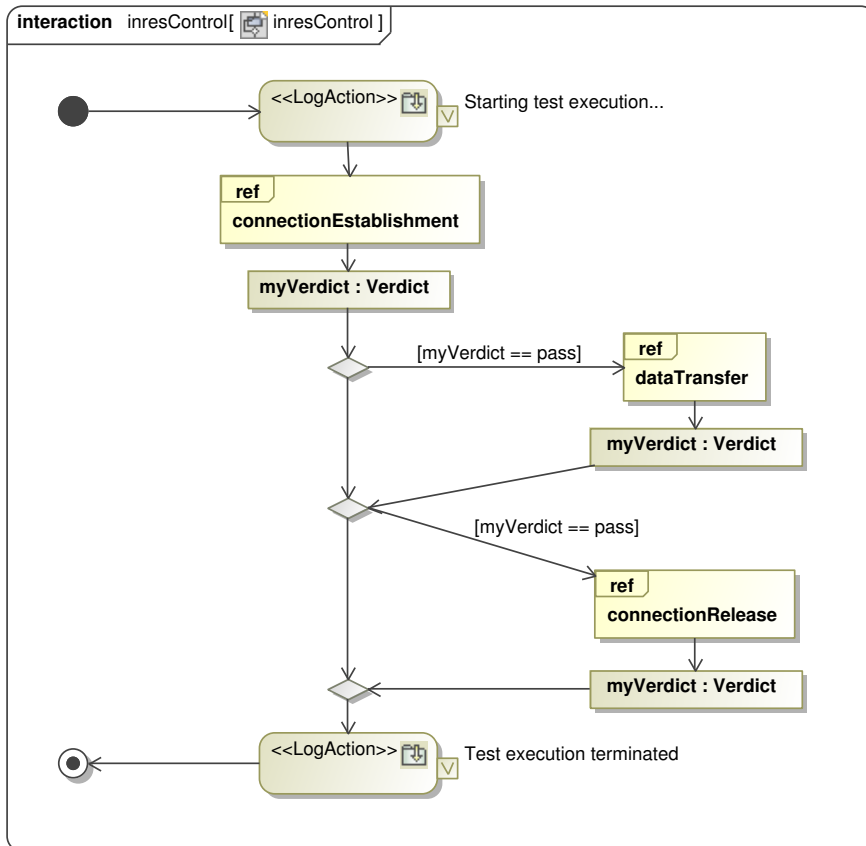 interaction inresControl[ inresControl ]
<<LogAction>>
Starting test execution...
V
ref
connectionEstablishment
myVerdict : Verdict
[myVerdict == pass]
ref
dataTransfer
myVerdict : Verdict
[myVerdict == pass]
ref
connectionRelease
myVerdict : Verdict
<<LogAction>>
Test execution terminated
V